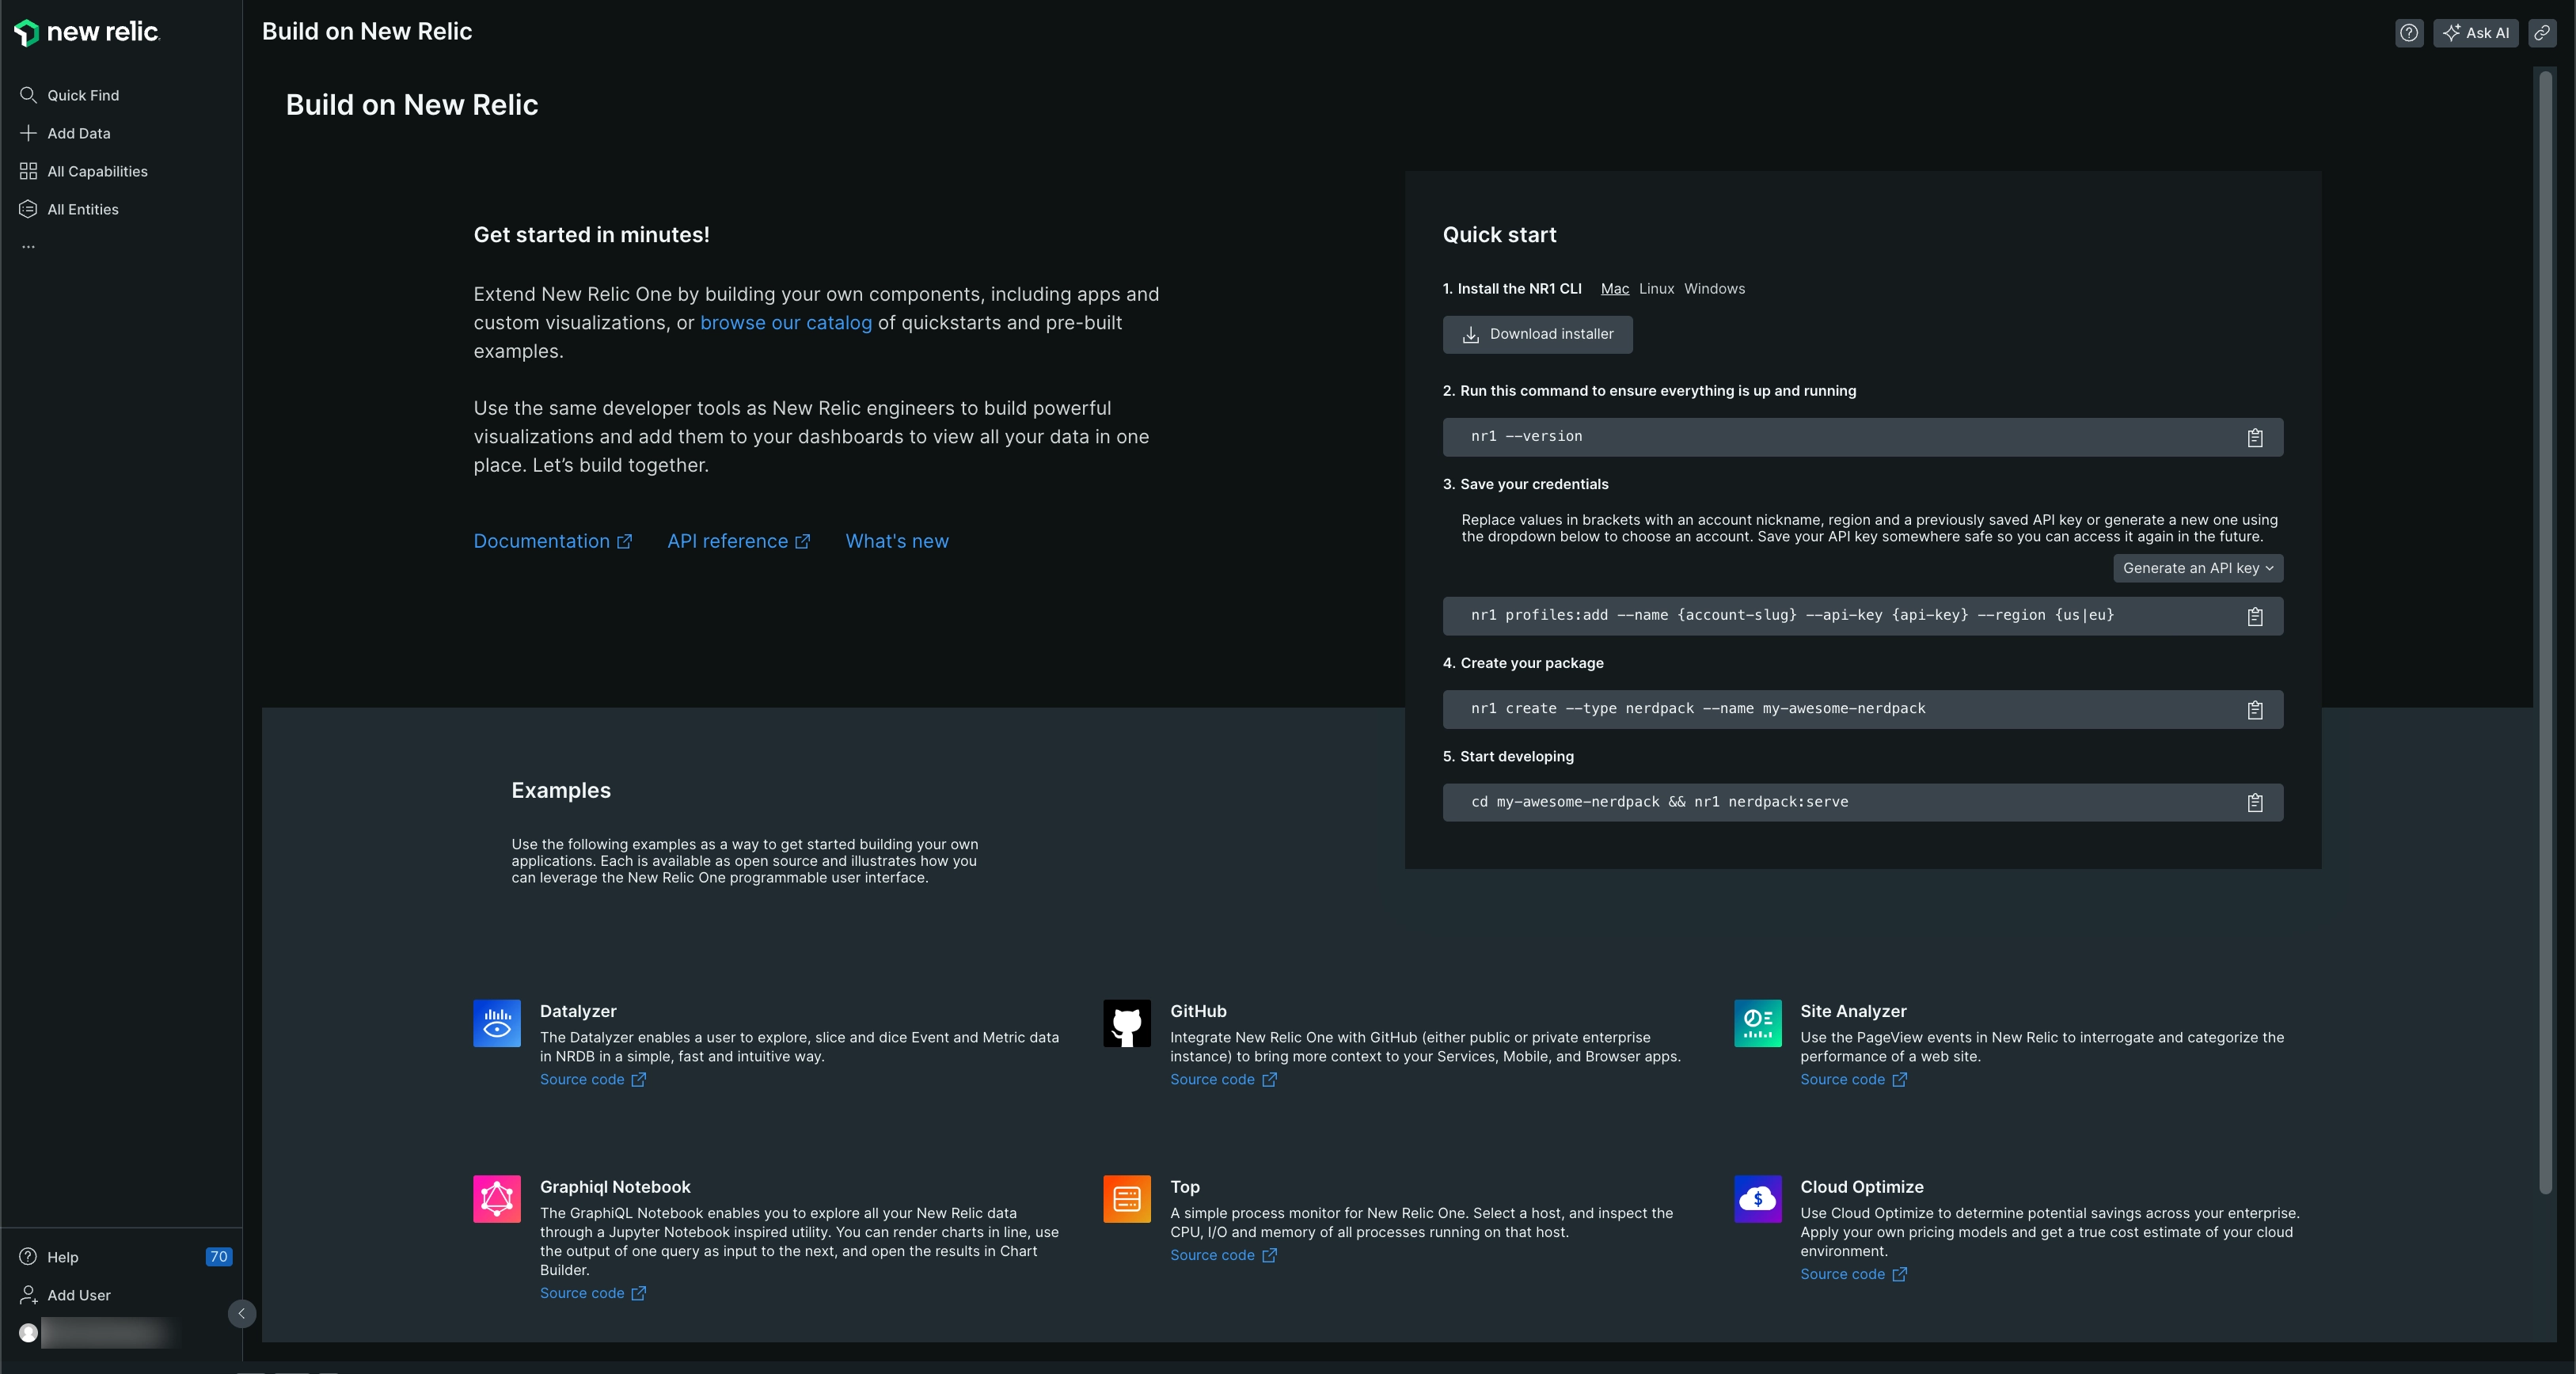 new relic
Quick Find
Add Data
All Capabilities
All Entities
...
Help
70
Add User
Build on New Relic
Ask AI
Build on New Relic
Get started in minutes!
Extend New Relic One by building your own components, including apps and
custom visualizations, or browse our catalog of quickstarts and pre-built
examples.
Use the same developer tools as New Relic engineers to build powerful
visualizations and add them to your dashboards to view all your data in one
place. Let’s build together.
Documentation
API reference
What's new
Quick start
1. Install the NR1 CLI Mac Linux Windows
Download installer
2. Run this command to ensure everything is up and running
nr1 --version
3. Save your credentials
Replace values in brackets with an account nickname, region and a previously saved API key or generate a new one using
the dropdown below to choose an account. Save your API key somewhere safe so you can access it again in the future.
Generate an API key
nr1 profiles:add --name {account-slug} --api-key {api-key} --region {us|eu}
4. Create your package
nr1 create --type nerdpack --name my-awesome-nerdpack
5. Start developing
cd my-awesome-nerdpack && nr1 nerdpack:serve
Examples
Use the following examples as a way to get started building your own
applications. Each is available as open source and illustrates how you
can leverage the New Relic One programmable user interface.
Datalyzer
The Datalyzer enables a user to explore, slice and dice Event and Metric data
in NRDB in a simple, fast and intuitive way.
Source code
GitHub
Integrate New Relic One with GitHub (either public or private enterprise
instance) to bring more context to your Services, Mobile, and Browser apps.
Source code
Site Analyzer
Use the PageView events in New Relic to interrogate and categorize the
performance of a web site.
Source code
Graphiql Notebook
The GraphiQL Notebook enables you to explore all your New Relic data
through a Jupyter Notebook inspired utility. You can render charts in line, use
the output of one query as input to the next, and open the results in Chart
Builder.
Source code
Top
A simple process monitor for New Relic One. Select a host, and inspect the
CPU, I/O and memory of all processes running on that host.
Source code
Cloud Optimize
Use Cloud Optimize to determine potential savings across your enterprise.
Apply your own pricing models and get a true cost estimate of your cloud
environment.
Source code